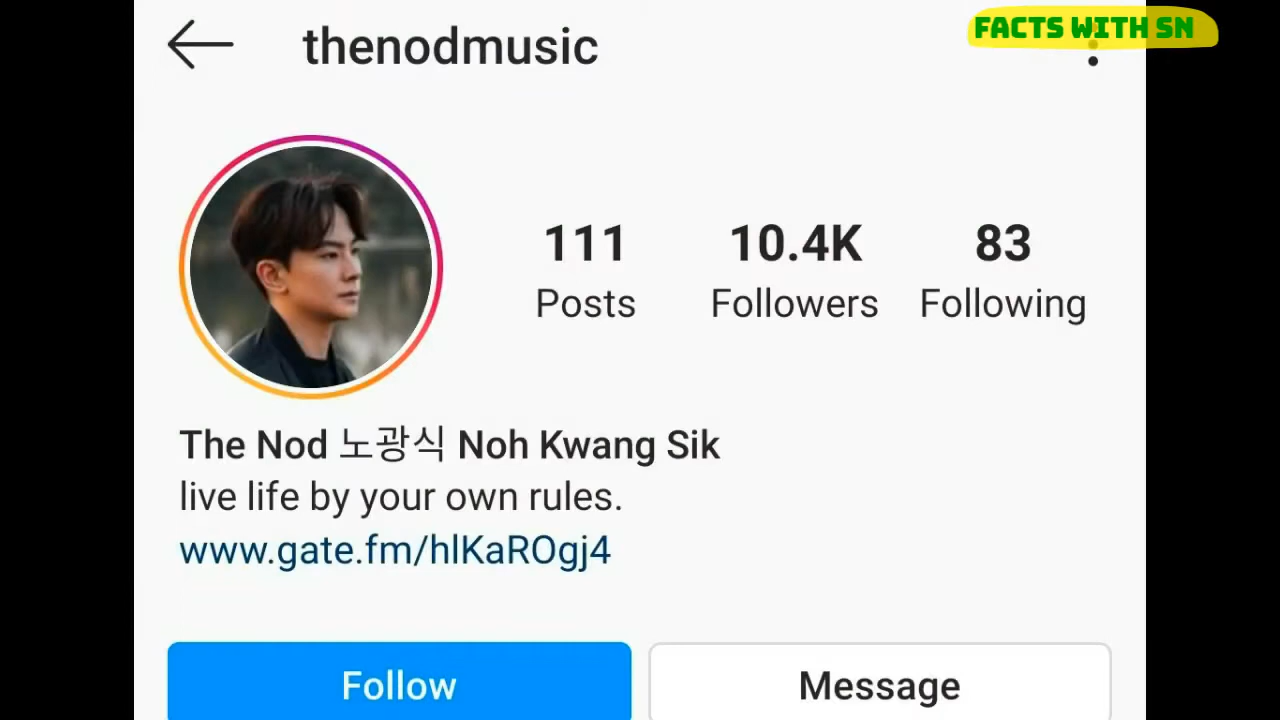 FACTS WITH SN
thenodmusic
111 10.4K 83
Posts Followers Following
The Nod 노광식 Noh Kwang Sik
live life by your own rules.
www.gate.fm/hlKaROgj4
Follow Message